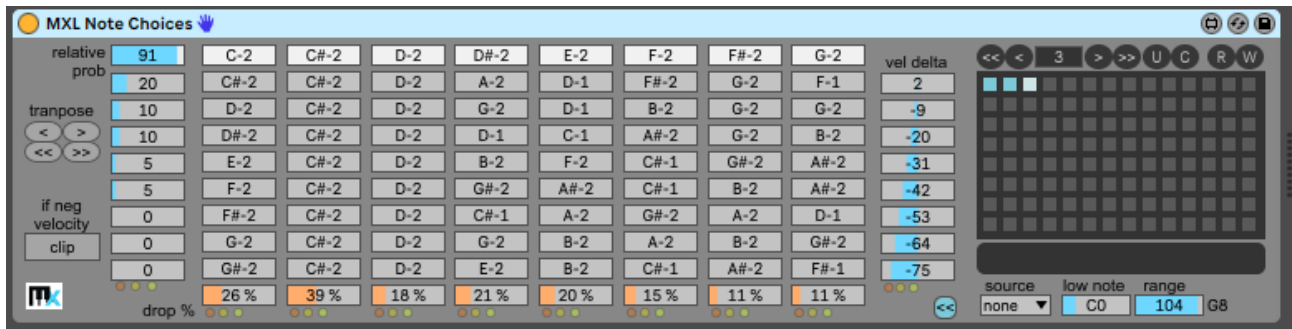 MXL Note Choices
relative prob 91 C-2 C#-2 D-2 D#-2 E-2 F-2 F#-2 G-2 vel delta << < 3 > >> U C R W
20 C#-2 C#-2 D-2 A-2 D-1 F#-2 G-2 F-1 2
tranpose 10 D-2 C#-2 D-2 G-2 D-1 B-2 G-2 G-2 -9
< > 10 D#-2 C#-2 D-2 D-1 C-1 A#-2 G-2 B-2 -20
<< >> 5 E-2 C#-2 D-2 B-2 F-2 C#-1 G#-2 A#-2 -31
5 F-2 C#-2 D-2 G#-2 A#-2 C#-1 B-2 A#-2 -42
if neg velocity 0 F#-2 C#-2 D-2 C#-1 A-2 G#-2 A-2 D-1 -53
clip 0 G-2 C#-2 D-2 G-2 B-2 A-2 B-2 G#-2 -64
0 G#-2 C#-2 D-2 E-2 B-2 C#-1 A#-2 F#-1 -75
Mx drop % 26 % 39 % 18 % 21 % 20 % 15 % 11 % 11 % <<
source low note range
none C0 104 G8